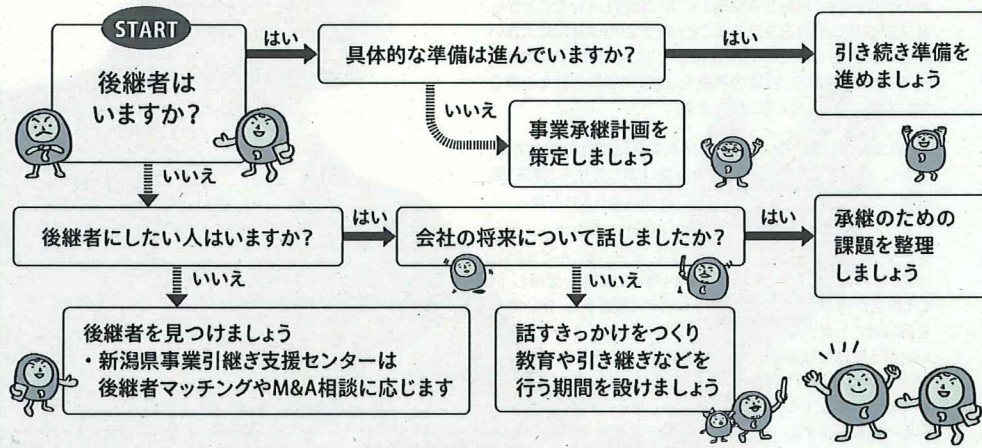 START
後継者は
いますか？
はい
具体的な準備は進んでいますか？
はい
引き続き準備を
進めましょう
いいえ
事業承継計画を
策定しましょう
いいえ
後継者にしたい人はいますか？
はい
会社の将来について話しましたか？
はい
承継のための
課題を整理
しましょう
いいえ
後継者を見つけましょう
・新潟県事業引継ぎ支援センターは
後継者マッチングやM&A相談に応じます
いいえ
話すきっかけをつくり
教育や引き継ぎなどを
行う期間を設けましょう